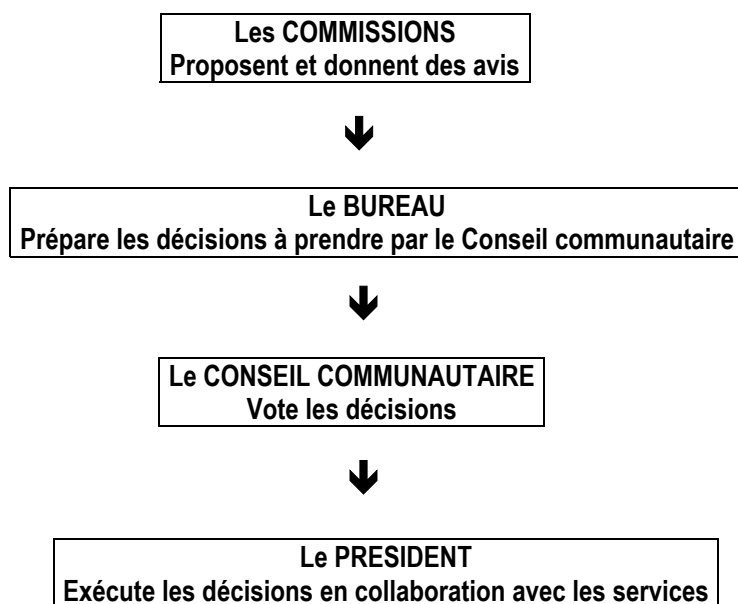 Les COMMISSIONS
Proposent et donnent des avis
Le BUREAU
Prépare les décisions à prendre par le Conseil communautaire
Le CONSEIL COMMUNAUTAIRE
Vote les décisions
Le PRESIDENT
Exécute les décisions en collaboration avec les services